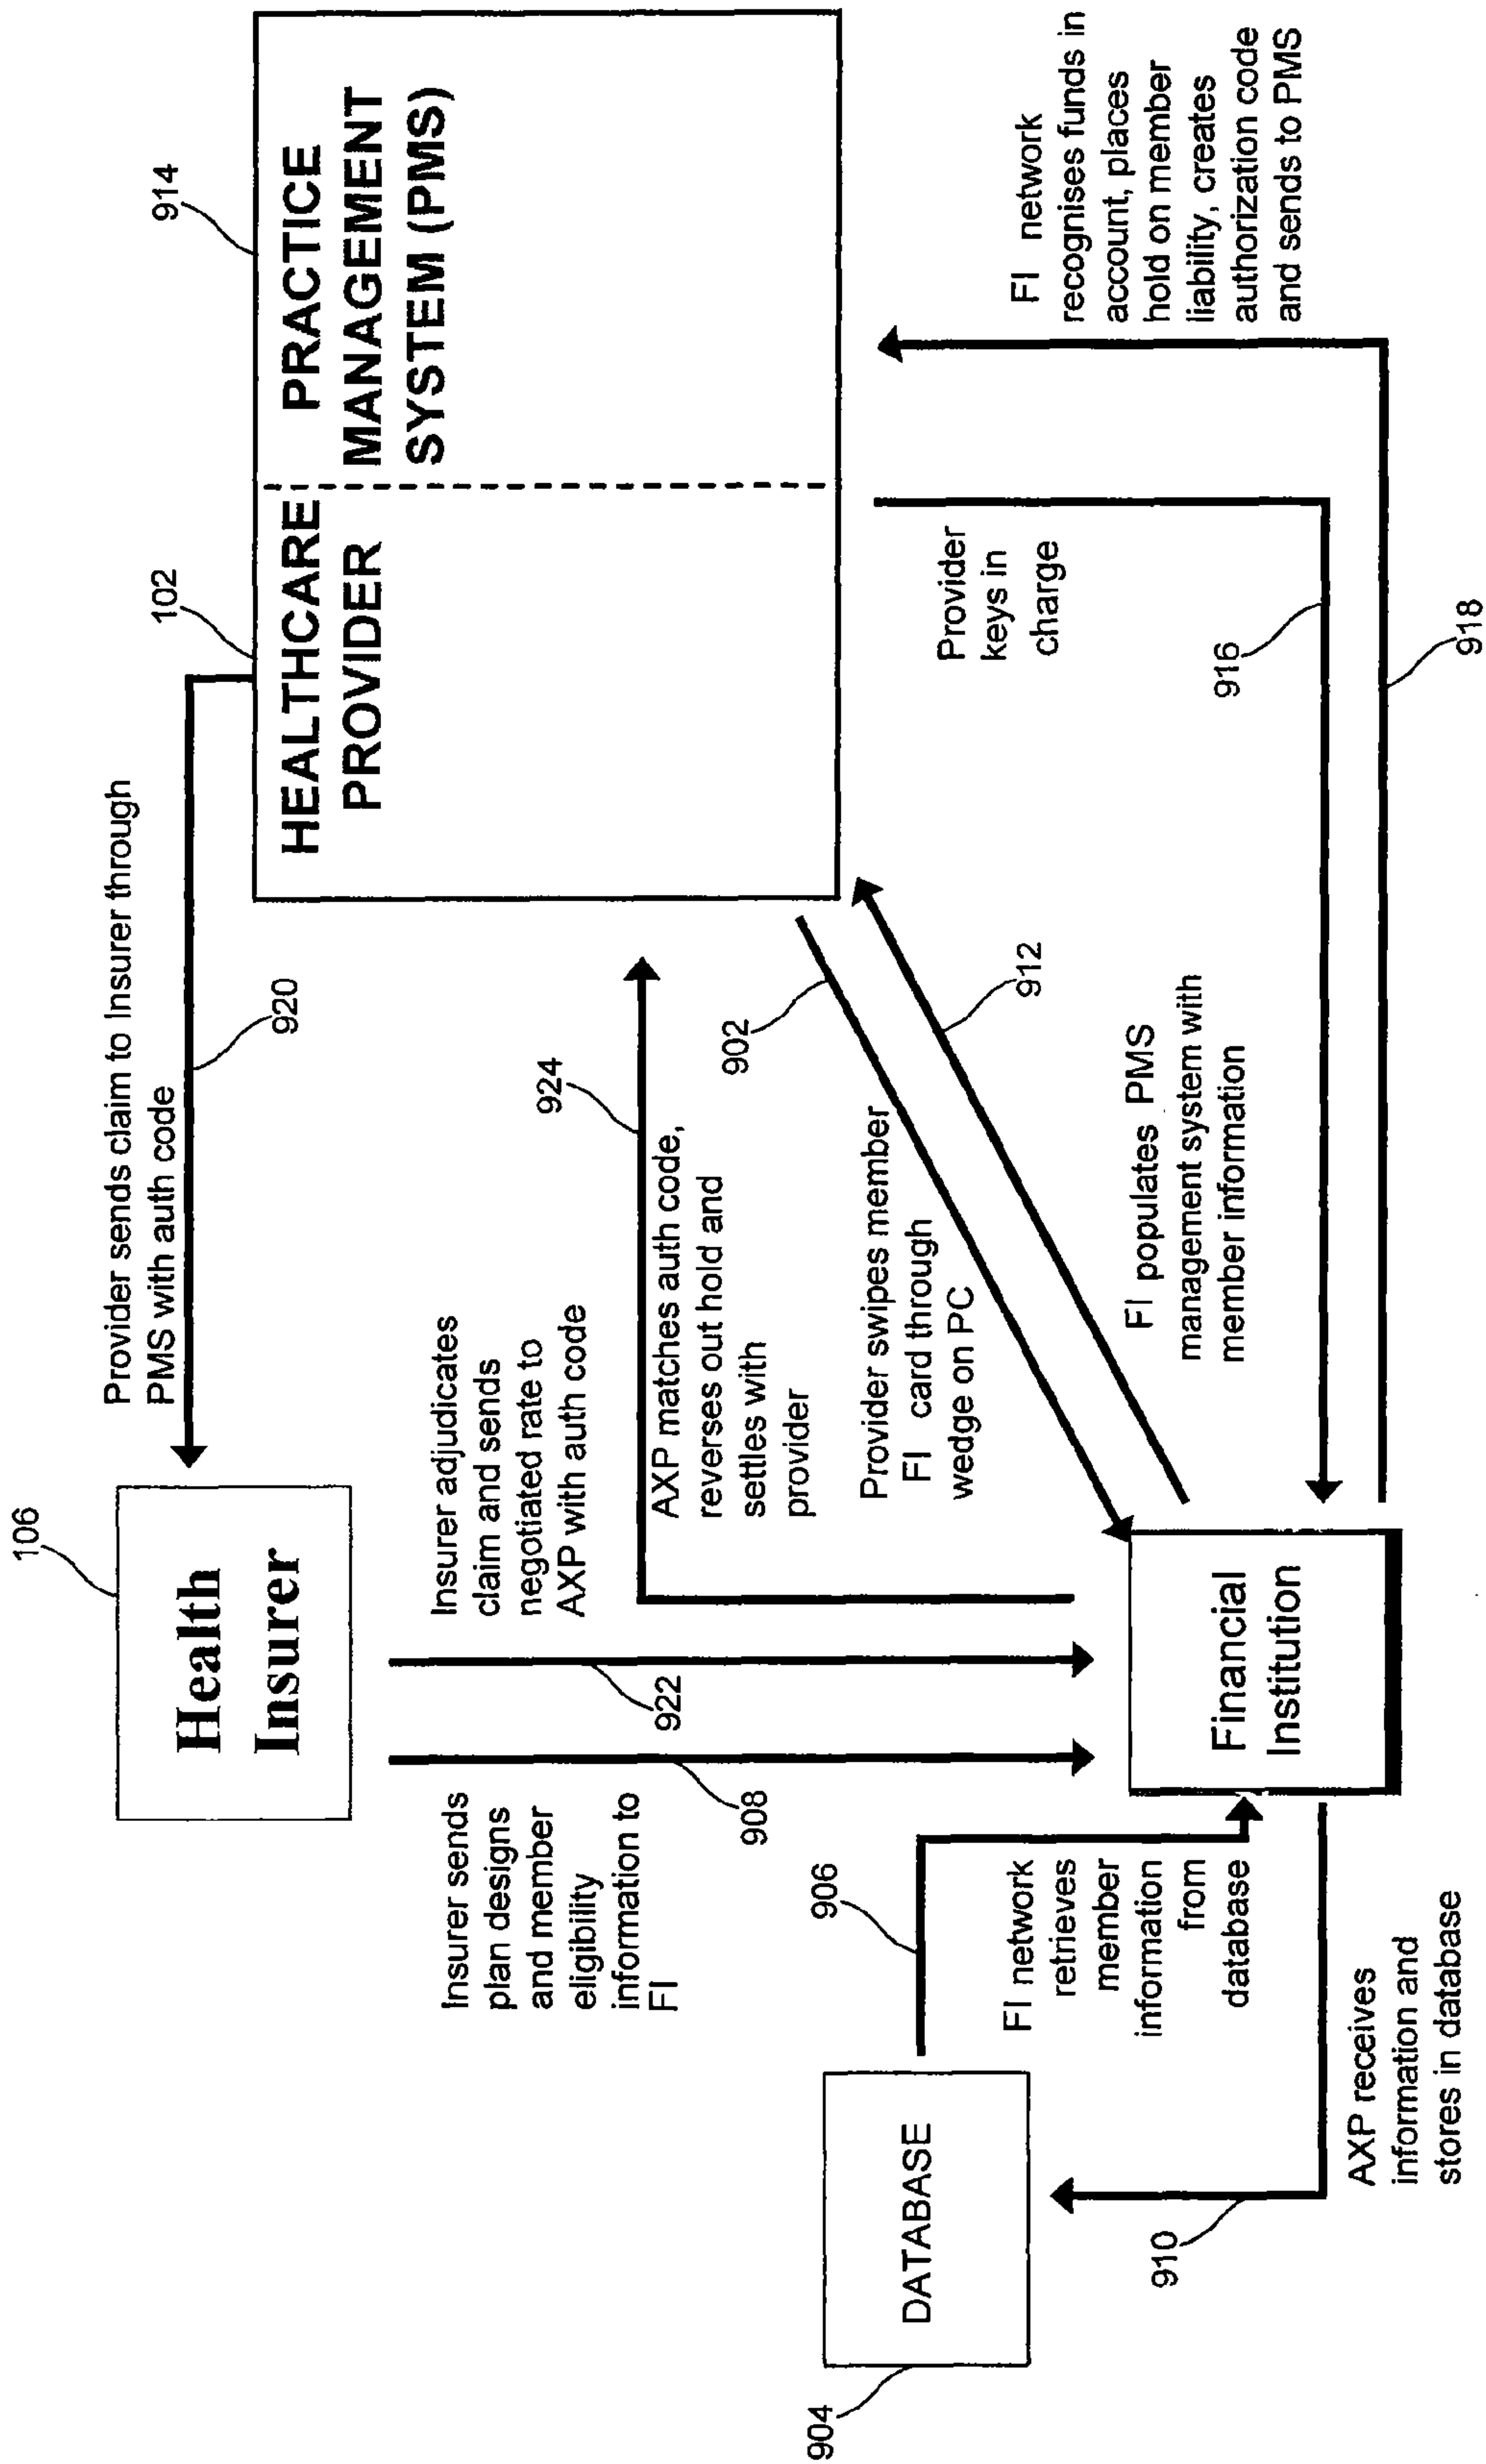 106
Health
Insurer
Provider sends claim to Insurer through
PMS with auth code
920
102
914
HEALTHCARE
PROVIDER
PRACTICE
MANAGEMENT
SYSTEM (PMS)
Insurer sends
plan designs
and member
eligibility
information to
FI
908
922
Insurer adjudicates
claim and sends
negotiated rate to
AXP with auth code
924
AXP matches auth code,
reverses out hold and
settles with
provider
902
Provider swipes member
FI card through
wedge on PC
912
FI populates PMS
management system with
member information
Provider
keys in
charge
916
FI network
recognises funds in
account, places
hold on member
liability, creates
authorization code
and sends to PMS
918
904
DATABASE
906
FI network
retrieves
member
information
from
database
Financial
Institution
910
AXP receives
information and
stores in database